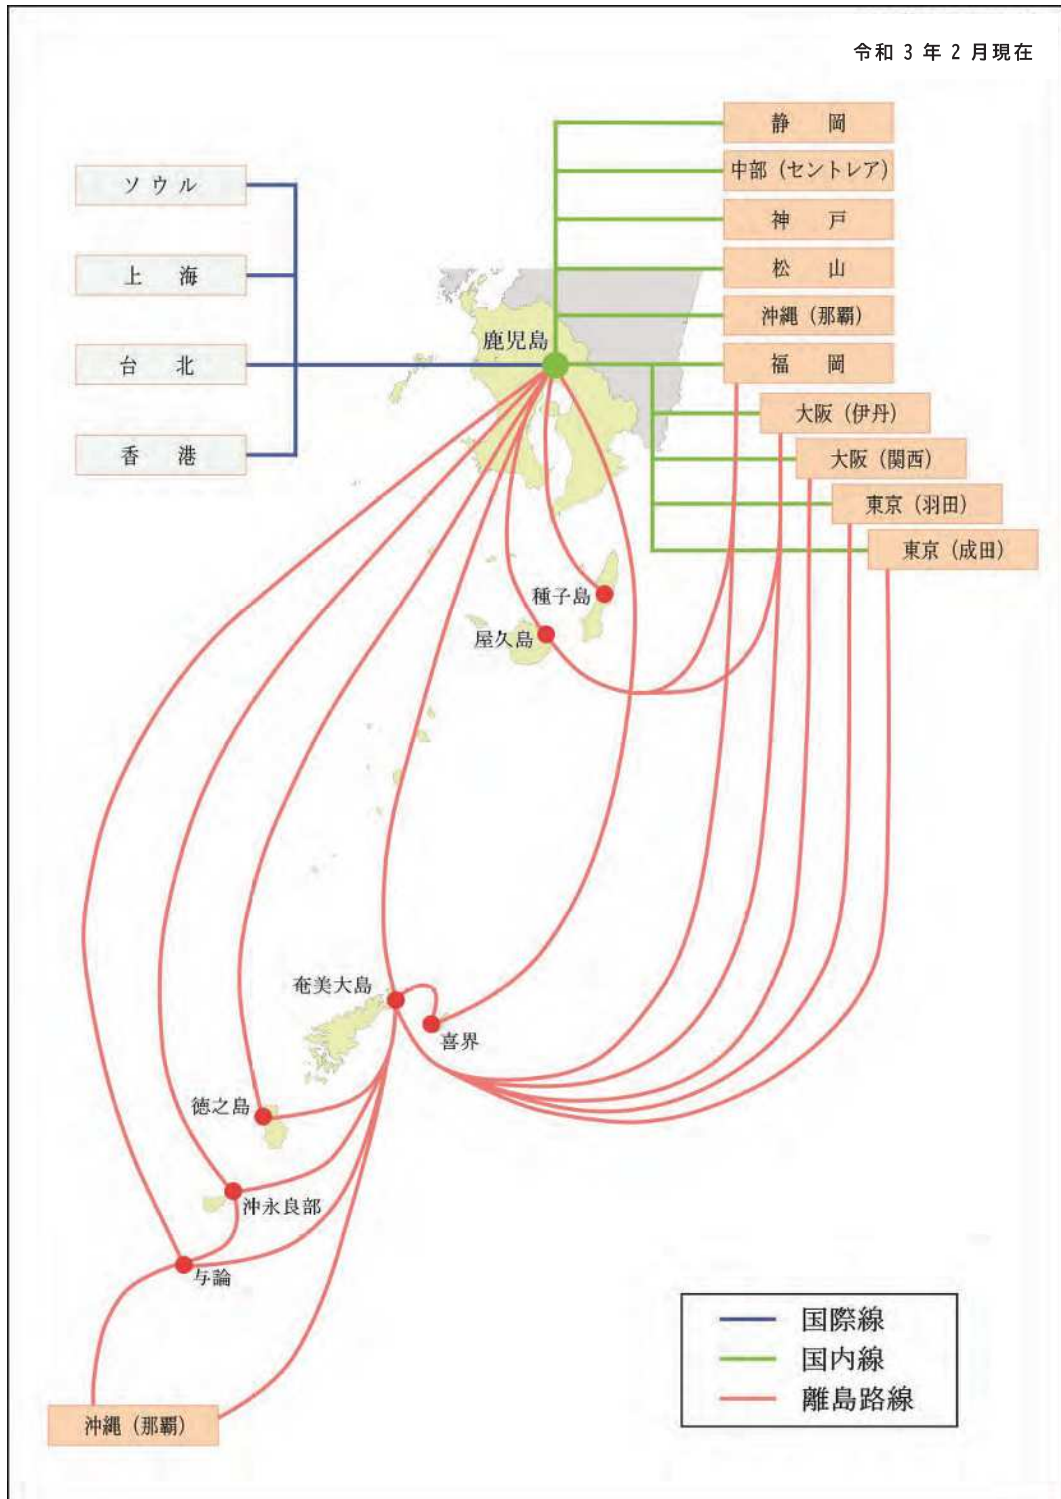 令和 3 年 2 月現在
静　岡
中部（セントレア）
神　戸
松　山
沖縄（那覇）
福　岡
大阪（伊丹）
大阪（関西）
東京（羽田）
東京（成田）
ソウル
上　海
台　北
香　港
鹿児島
種子島
屋久島
奄美大島
喜界
徳之島
沖永良部
与論
沖縄（那覇）
国際線
国内線
離島路線